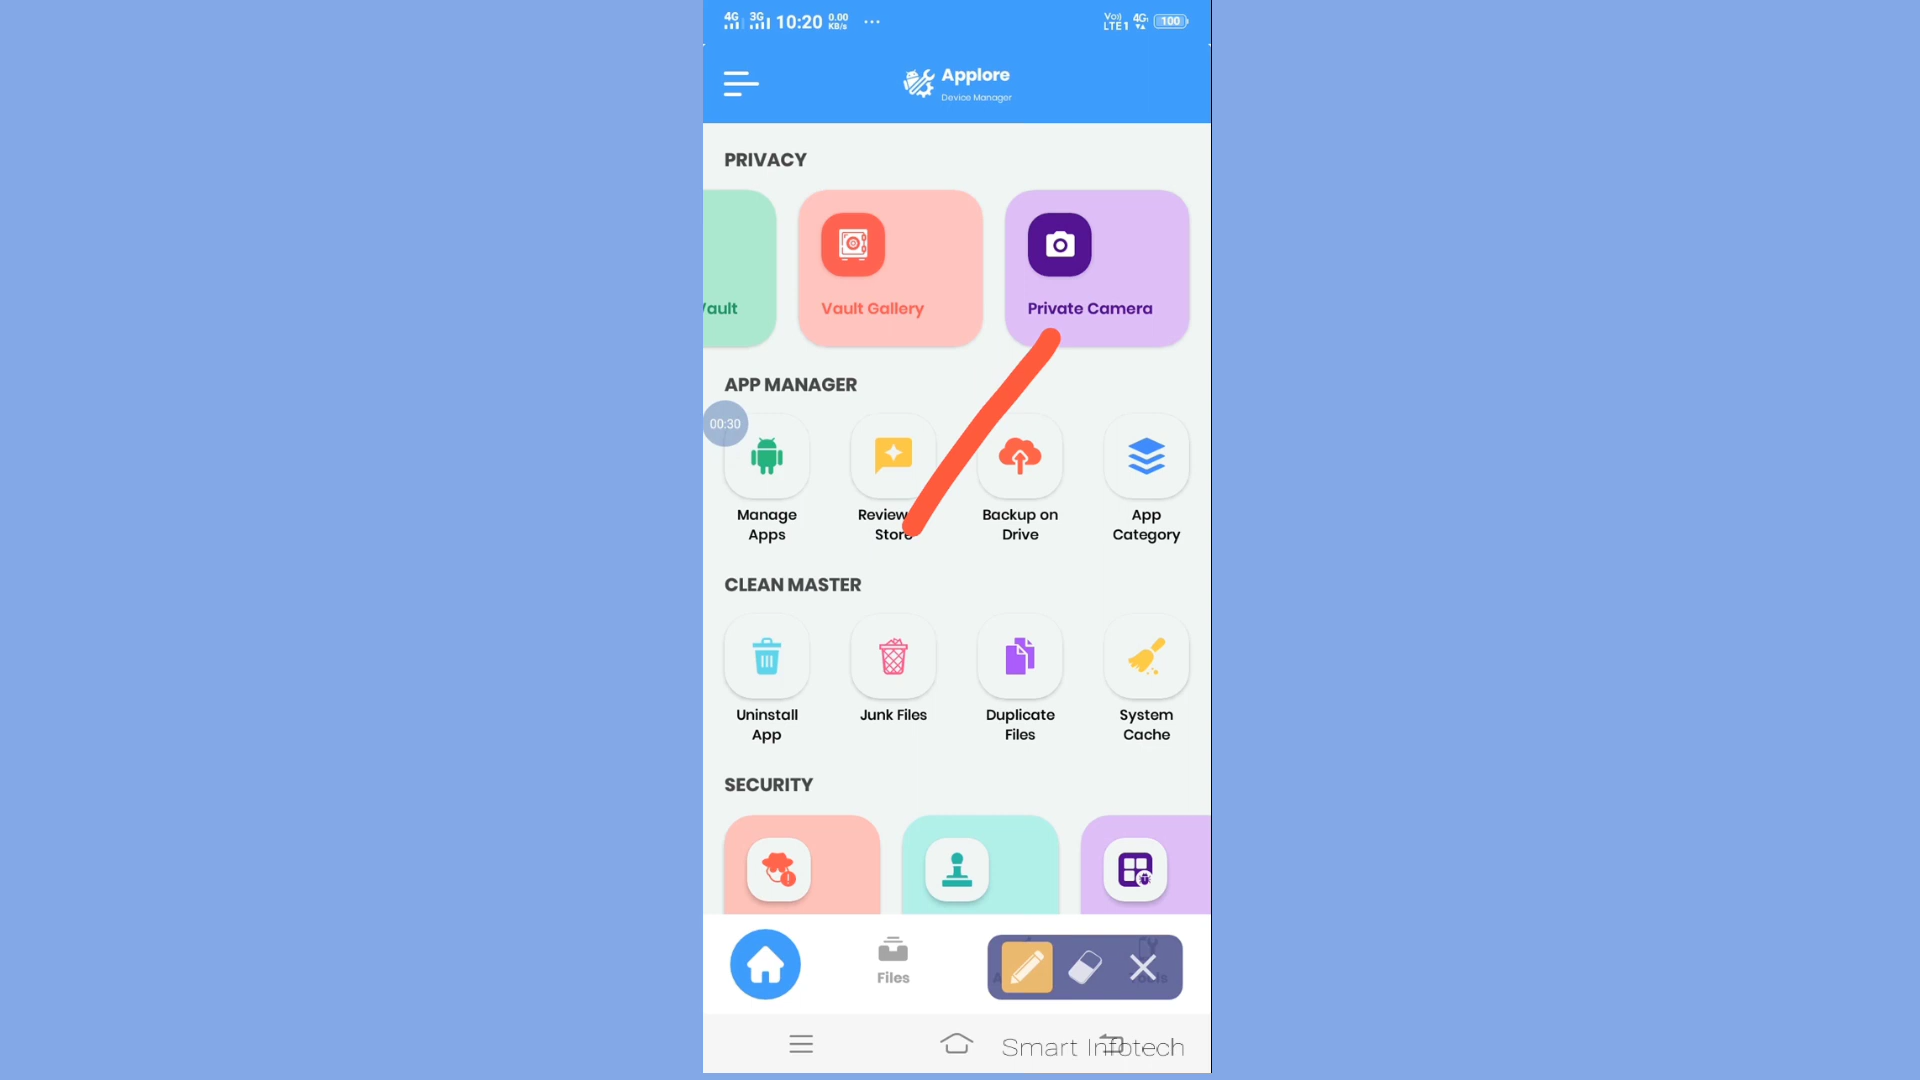 4G 3G 10:20 0.00 KB/s ... Vo)) LTE1 4G 100
Applore
Device Manager
PRIVACY
Vault Gallery
Private Camera
APP MANAGER
00:30
Manage Apps
Review
Store
Backup on Drive
App Category
CLEAN MASTER
Uninstall App
Junk Files
Duplicate Files
System Cache
SECURITY
Files
Smart Infotech